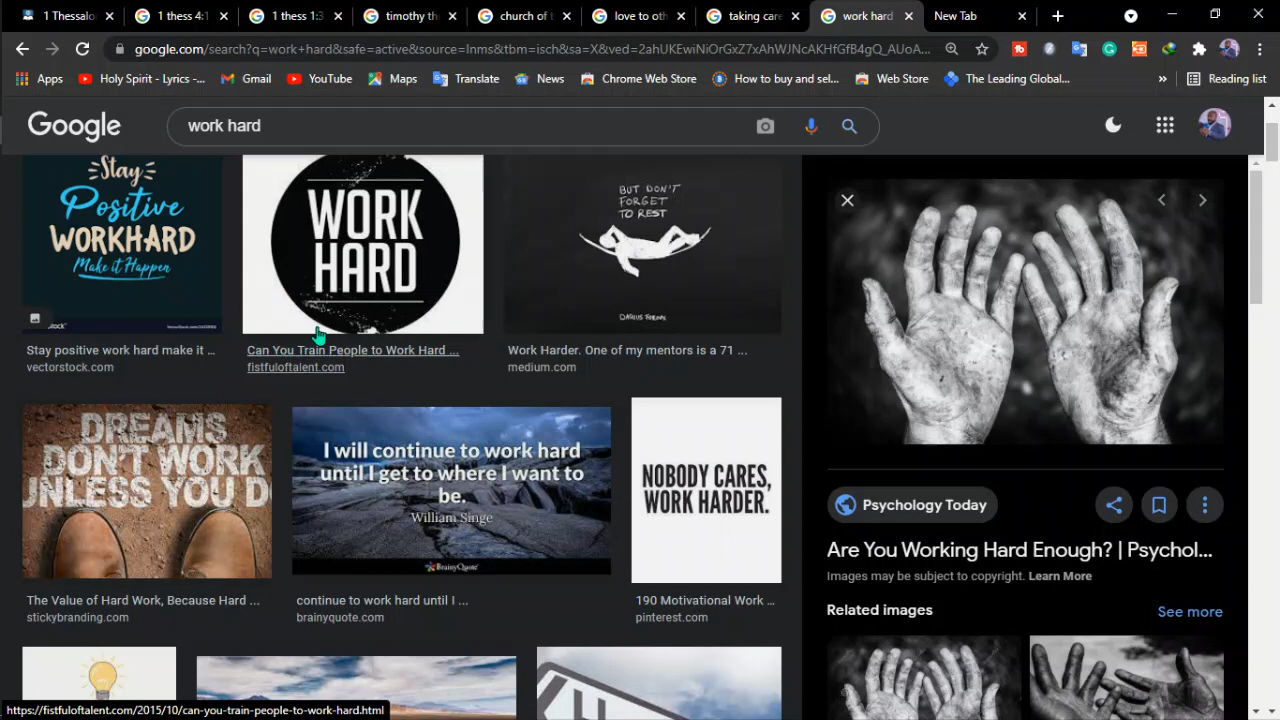 1 Thessalo
1 thess 4:1
1 thess 1:3
timothy the
church of t
love to oth
taking care
work hard
New Tab
google.com/search?q=work+hard&safe=active&source=lnms&tbm=isch&sa=X&ved=2ahUKEwiNiOrGxZ7xAhWJNcAKHfGfB4gQ_AUoA...
Apps
Holy Spirit - Lyrics -...
Gmail
YouTube
Maps
Translate
News
Chrome Web Store
How to buy and sel...
Web Store
The Leading Global...
»
Reading list
Google
work hard
Stay
Positive
WORKHARD
Make it Happen
WORK
HARD
BUT DON'T
FORGET
TO REST
Stay positive work hard make it ...
vectorstock.com
Can You Train People to Work Hard ...
fistfuloftalent.com
Work Harder. One of my mentors is a 71 ...
medium.com
DREAMS
DON'T WORK
UNLESS YOU D
I will continue to work hard
until I get to where I want to
be.
William Singe
BrainyQuote
NOBODY CARES,
WORK HARDER.
The Value of Hard Work, Because Hard ...
stickybranding.com
continue to work hard until I ...
brainyquote.com
190 Motivational Work ...
pinterest.com
Psychology Today
Are You Working Hard Enough? | Psychol...
Images may be subject to copyright. Learn More
Related images
See more
https://fistfuloftalent.com/2015/10/can-you-train-people-to-work-hard.html